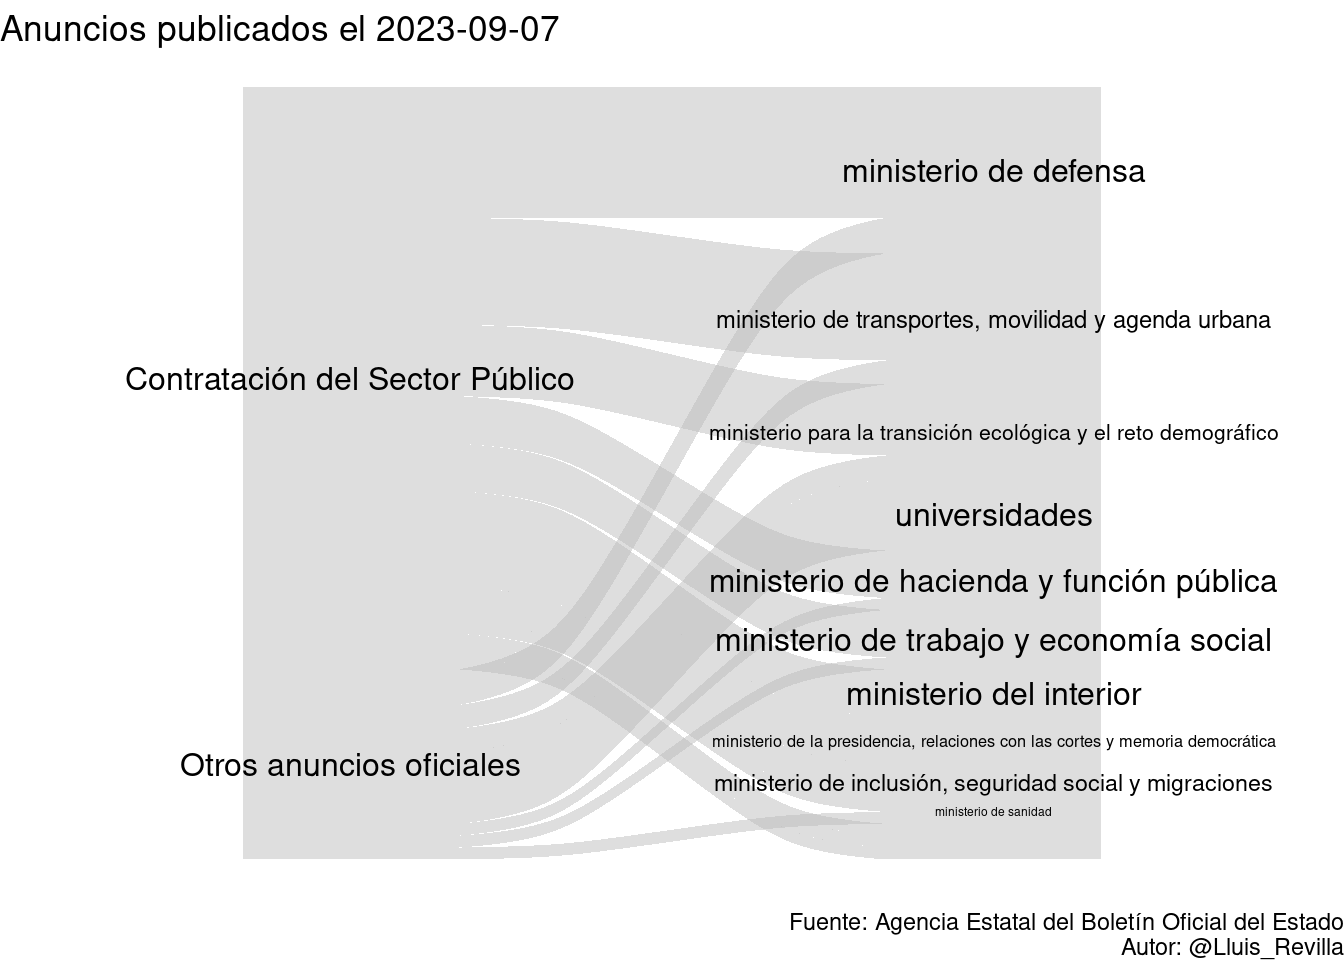 Anuncios publicados el 2023-09-07
ministerio de defensa
ministerio de transportes, movilidad y agenda urbana
Contratación del Sector Público
ministerio para la transición ecológica y el reto demográfico
universidades
ministerio de hacienda y función pública
ministerio de trabajo y economía social
ministerio del interior
ministerio de la presidencia, relaciones con las cortes y memoria democrática
Otros anuncios oficiales
ministerio de inclusión, seguridad social y migraciones
ministerio de sanidad
Fuente: Agencia Estatal del Boletín Oficial del Estado
Autor: @Lluis_Revilla